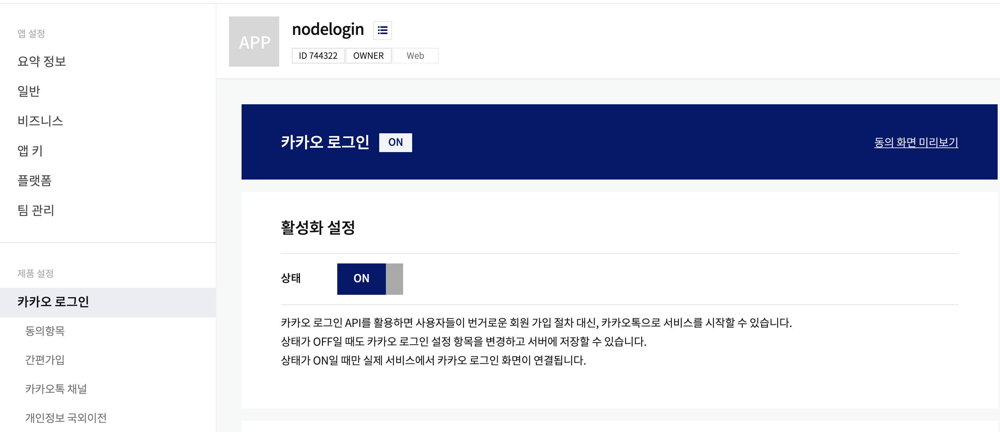 앱 설정
요약 정보
일반
비즈니스
앱 키
플랫폼
팀 관리
제품 설정
카카오 로그인
동의항목
간편가입
카카오톡 채널
개인정보 국외이전
APP
nodelogin
ID 744322 OWNER Web
카카오 로그인 ON
동의 화면 미리보기
활성화 설정
상태 ON
카카오 로그인 API를 활용하면 사용자들이 번거로운 회원 가입 절차 대신, 카카오톡으로 서비스를 시작할 수 있습니다.
상태가 OFF일 때도 카카오 로그인 설정 항목을 변경하고 서버에 저장할 수 있습니다.
상태가 ON일 때만 실제 서비스에서 카카오 로그인 화면이 연결됩니다.